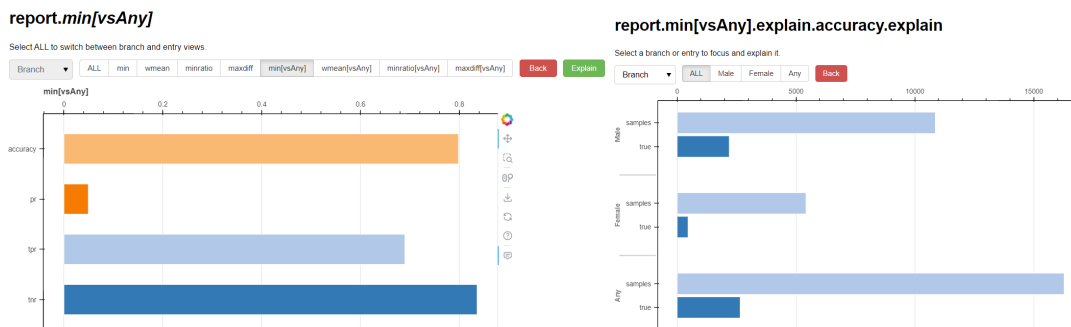 report.min[vsAny]
Select ALL to switch between branch and entry views.
Branch ▼ ALL min wmean minratio maxdiff min[vsAny] wmean[vsAny] minratio[vsAny] maxdiff[vsAny] Back Explain
min[vsAny]
0 0.2 0.4 0.6 0.8
accuracy
pr
tpr
tnr
report.min[vsAny].explain.accuracy.explain
Select a branch or entry to focus and explain it.
Branch ▼ ALL Male Female Any Back
0 5000 10000 15000
Male
samples
true
Female
samples
true
Any
samples
true